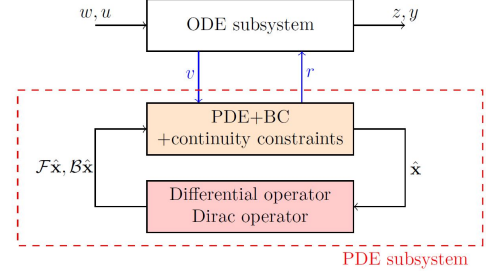 w, u
ODE subsystem
z, y
v
r
PDE+BC
+continuity constraints
ℱx̂, ℬx̂
x̂
Differential operator
Dirac operator
PDE subsystem